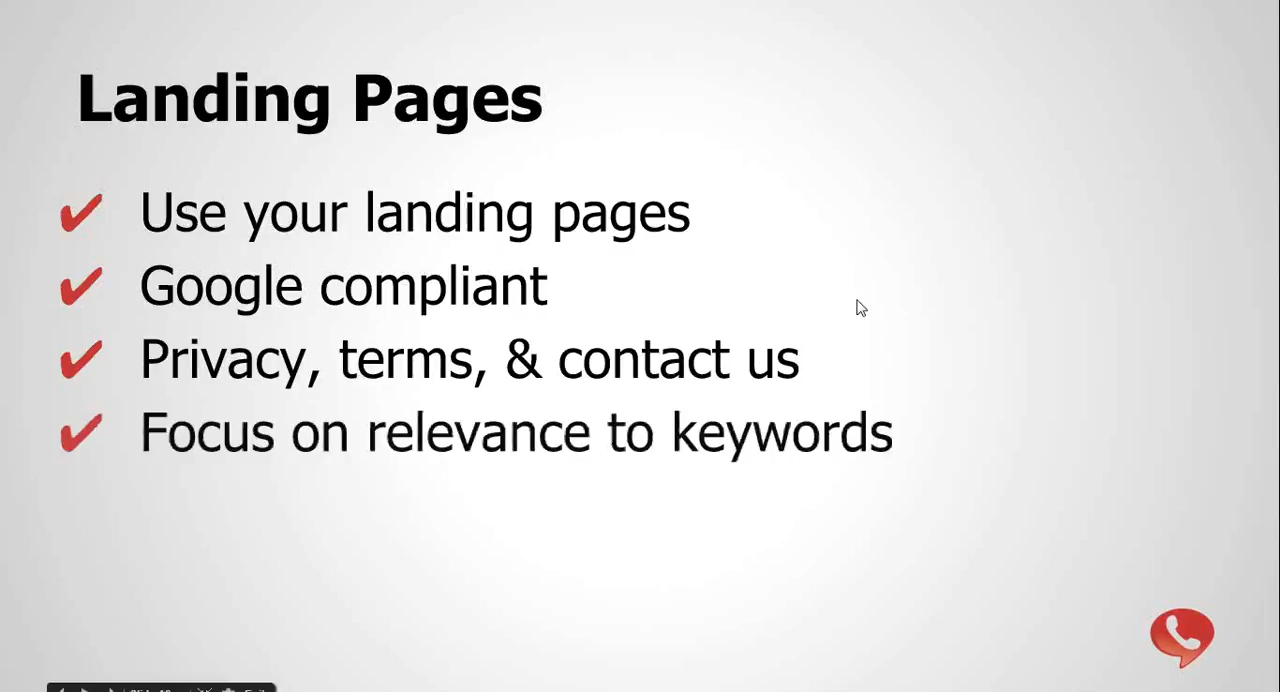 Landing Pages
✔ Use your landing pages
✔ Google compliant
✔ Privacy, terms, & contact us
✔ Focus on relevance to keywords